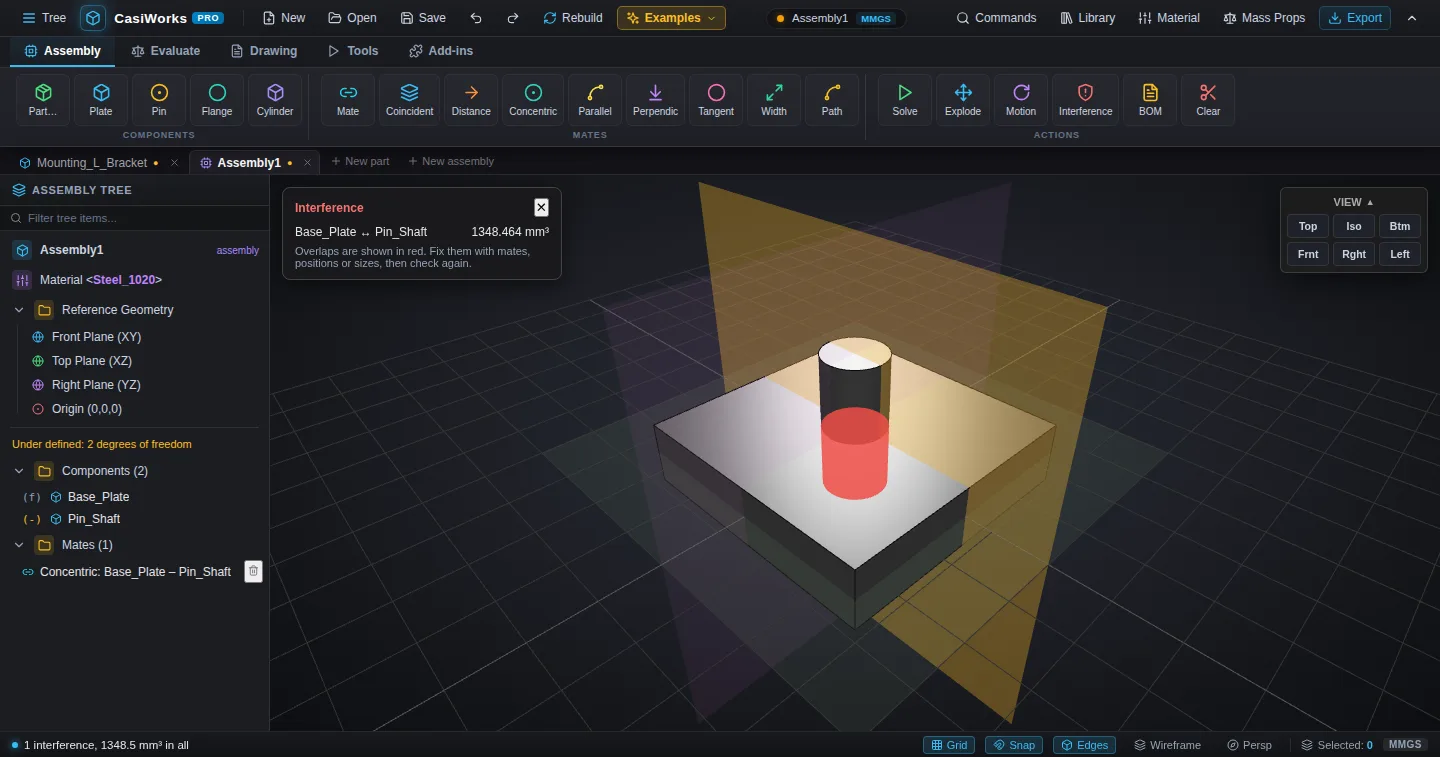 Tree CasiWorks PRO New Open Save Rebuild Examples Assembly1 MMGS Commands Library Material Mass Props Export
Assembly Evaluate Drawing Tools Add-ins
Part… Plate Pin Flange Cylinder Mate Coincident Distance Concentric Parallel Perpendic Tangent Width Path Solve Explode Motion Interference BOM Clear
COMPONENTS MATES ACTIONS
Mounting_L_Bracket Assembly1 New part New assembly
ASSEMBLY TREE
Filter tree items...
Assembly1 assembly
Material <Steel_1020>
Reference Geometry
Front Plane (XY)
Top Plane (XZ)
Right Plane (YZ)
Origin (0,0,0)
Under defined: 2 degrees of freedom
Components (2)
(f) Base_Plate
(-) Pin_Shaft
Mates (1)
Concentric: Base_Plate – Pin_Shaft
Interference
Base_Plate ↔ Pin_Shaft 1348.464 mm³
Overlaps are shown in red. Fix them with mates,
positions or sizes, then check again.
VIEW ▲
Top Iso Btm
Frnt Rght Left
1 interference, 1348.5 mm³ in all Grid Snap Edges Wireframe Persp Selected: 0 MMGS